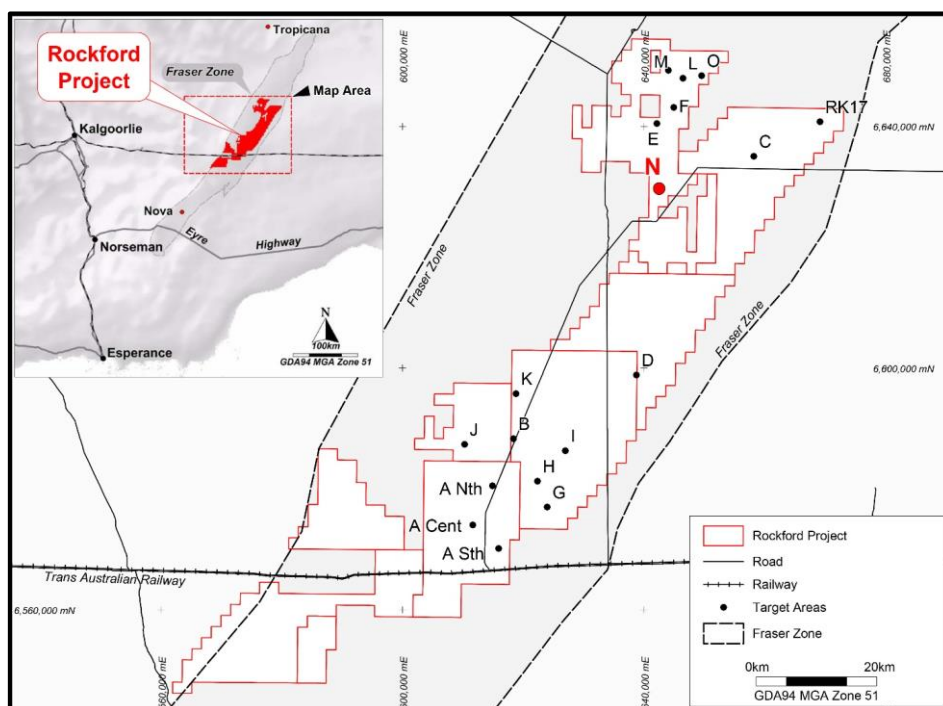 Tropicana
Rockford
Project
Fraser Zone
Map Area
Kalgoorlie
Nova
Eyre
Highway
Norseman
Esperance
N
100km
GDA94 MGA Zone 51
600,000 mE
640,000 mE
680,000 mE
M
L
O
F
E
RK17
6,640,000 mN
C
N
Fraser Zone
Fraser Zone
D
6,600,000 mN
K
B
J
I
H
G
A Nth
A Cent
A Sth
Trans Australian Railway
6,560,000 mN
600,000 mE
640,000 mE
Rockford Project
Road
Railway
Target Areas
Fraser Zone
0km
20km
GDA94 MGA Zone 51